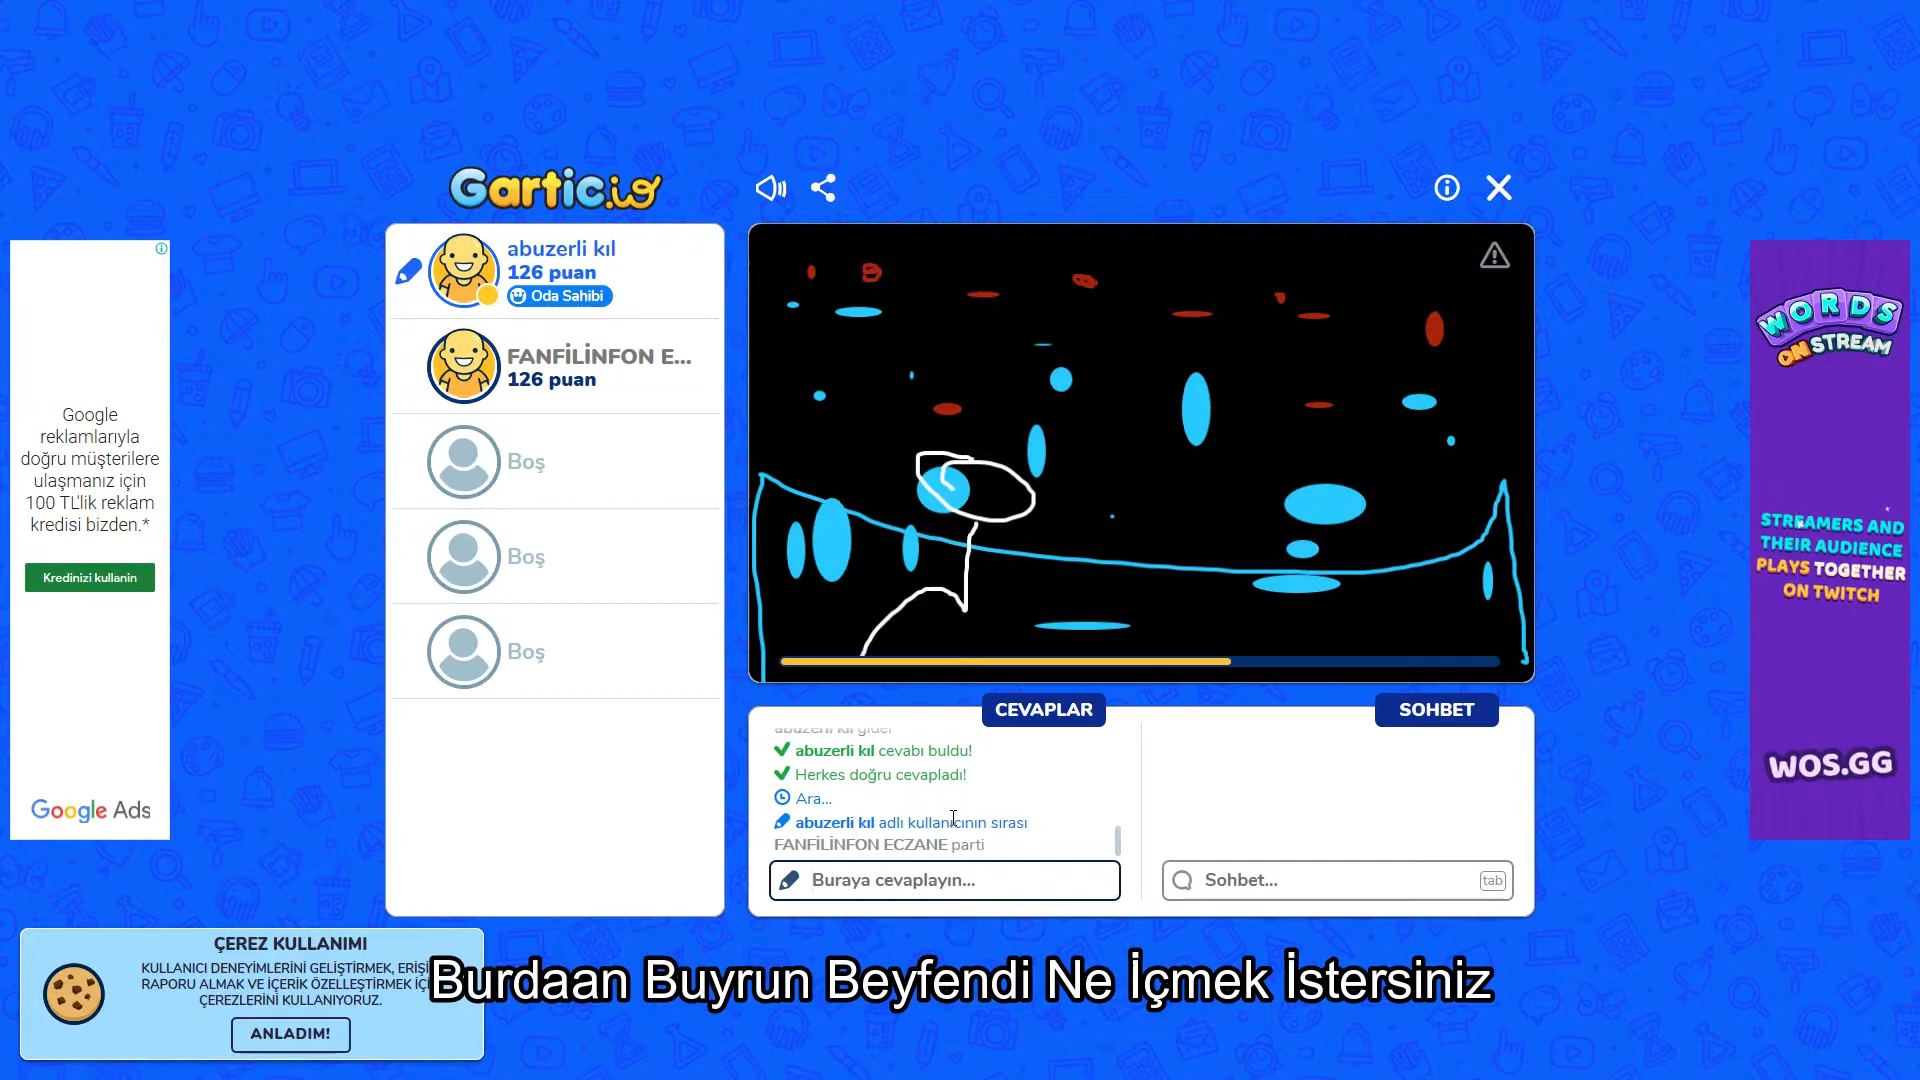 Gartic.io
abuzerli kıl
126 puan
Oda Sahibi
FANFİLİNFON E...
126 puan
Boş
Boş
Boş
Google
reklamlarıyla
doğru müşterilere
ulaşmanız için
100 TL'lik reklam
kredisi bizden.*
Kredinizi kullanin
Google Ads
CEVAPLAR
abuzerli kıl gider
abuzerli kıl cevabı buldu!
Herkes doğru cevapladı!
Ara...
abuzerli kıl adlı kullanıcının sırası
FANFİLİNFON ECZANE parti
Buraya cevaplayın...
SOHBET
Sohbet...
tab
WORDS
ON STREAM
STREAMERS AND
THEIR AUDIENCE
PLAYS TOGETHER
ON TWITCH
WOS.GG
ÇEREZ KULLANIMI
KULLANICI DENEYİMLERİNİ GELİŞTİRMEK, ERİŞİ
RAPORU ALMAK VE İÇERİK ÖZELLEŞTİRMEK İÇİ
ÇEREZLERİNİ KULLANIYORUZ.
ANLADIM!
Burdaan Buyrun Beyfendi Ne İçmek İstersiniz